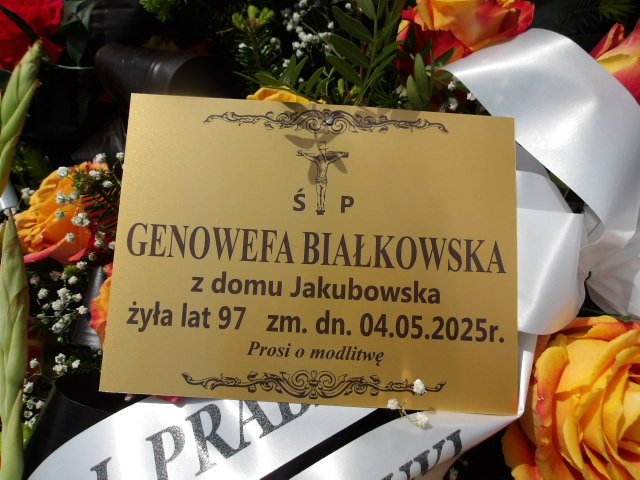 Ś P
GENOWEFA BIAŁKOWSKA
z domu Jakubowska
żyła lat 97 zm. dn. 04.05.2025r.
Prosi o modlitwę